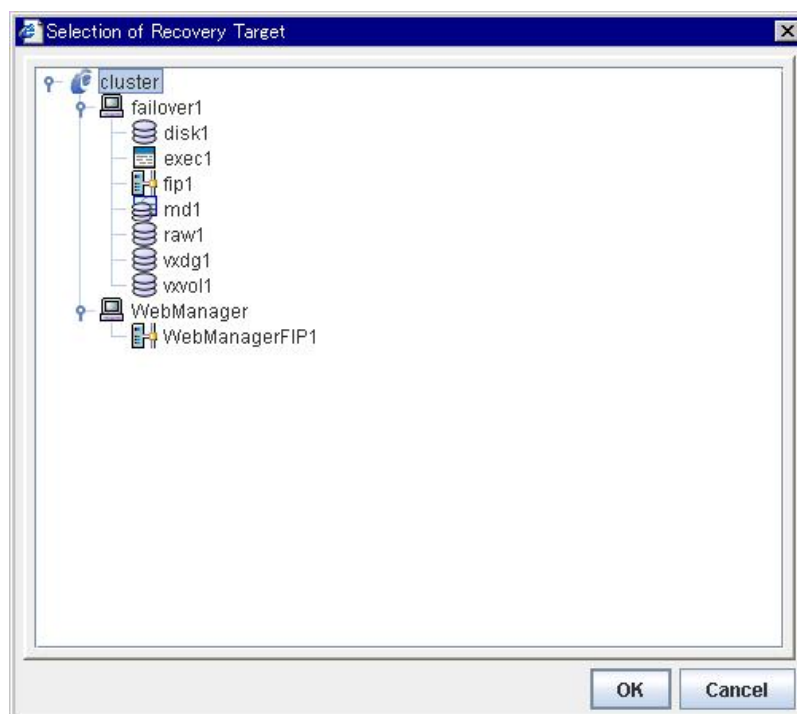 Selection of Recovery Target
cluster
failover1
disk1
exec1
fip1
md1
raw1
vxdg1
vxvol1
WebManager
WebManagerFIP1
OK
Cancel